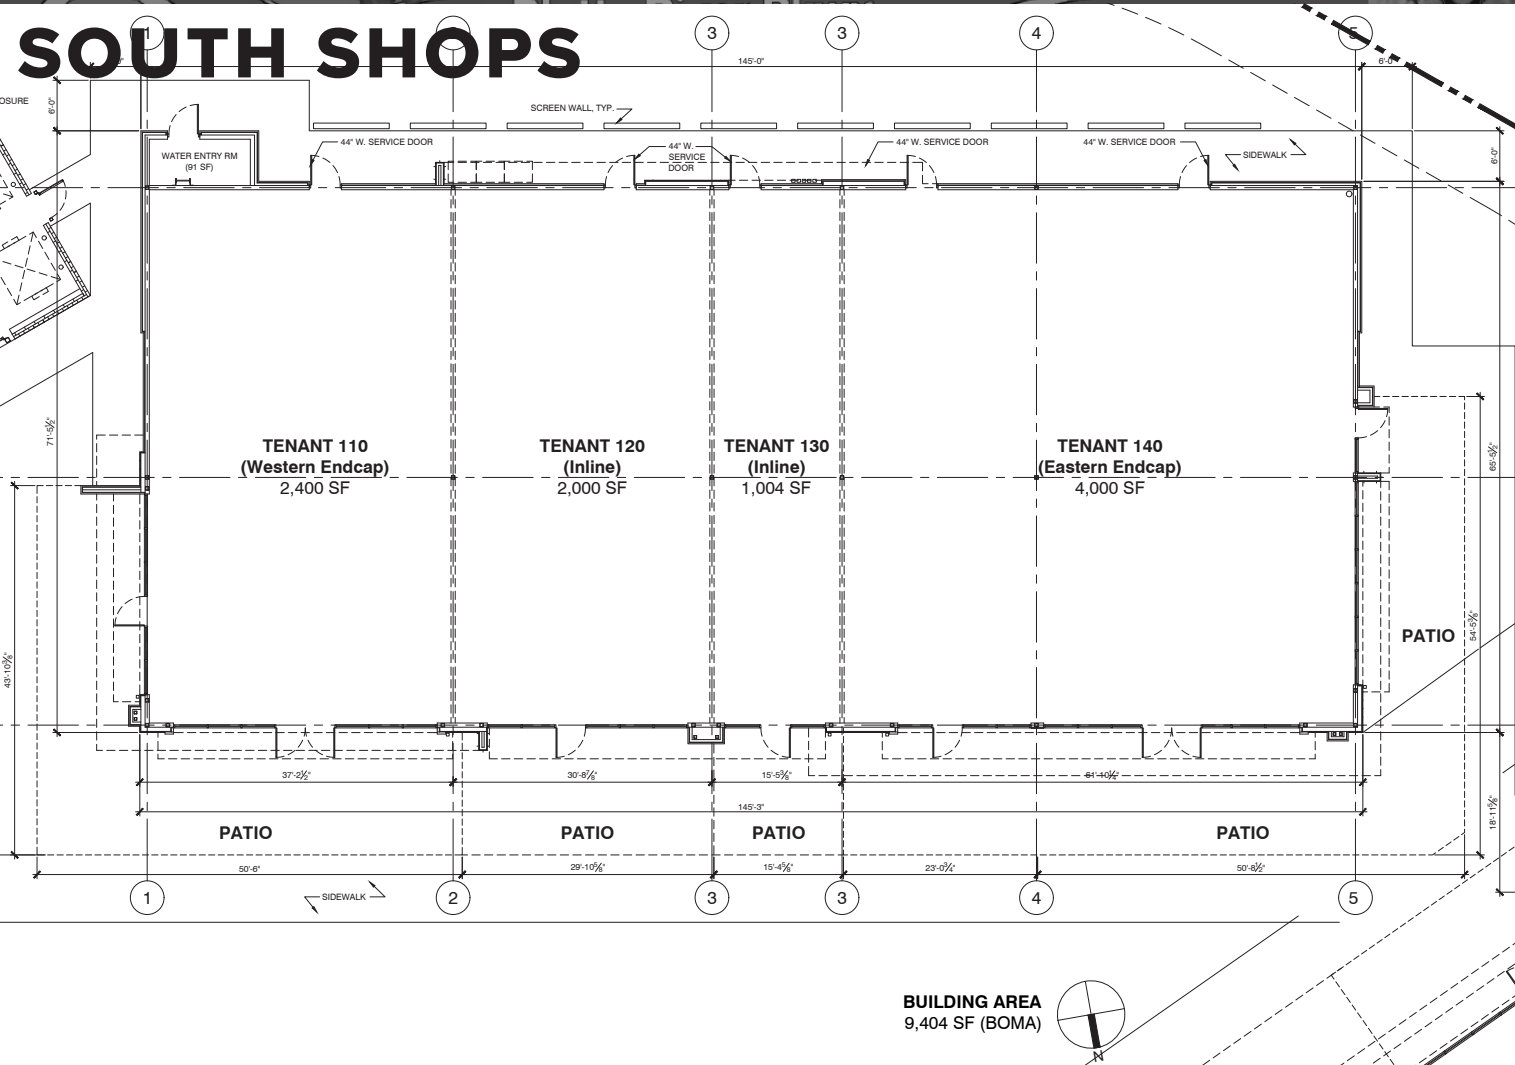 SOUTH SHOPS
1
3
3
4
5
145'-0"
6'-0"
OSURE
6'-0"
SCREEN WALL, TYP.
44" W. SERVICE DOOR
44" W.
SERVICE
DOOR
44" W. SERVICE DOOR
44" W. SERVICE DOOR
SIDEWALK
6'-0"
WATER ENTRY RM
(91 SF)
71'-5½"
65'-5½"
TENANT 110
(Western Endcap)
2,400 SF
TENANT 120
(Inline)
2,000 SF
TENANT 130
(Inline)
1,004 SF
TENANT 140
(Eastern Endcap)
4,000 SF
43'-10⅜"
54'-5⅜"
PATIO
37'-2½"
30'-8⅞"
15'-5⅜"
61'-10¼"
145'-3"
18'-11⅝"
PATIO
PATIO
PATIO
PATIO
50'-6"
29'-10⅝"
15'-4⅝"
23'-0¾"
50'-8½"
1
2
3
3
4
5
SIDEWALK
BUILDING AREA
9,404 SF (BOMA)
N